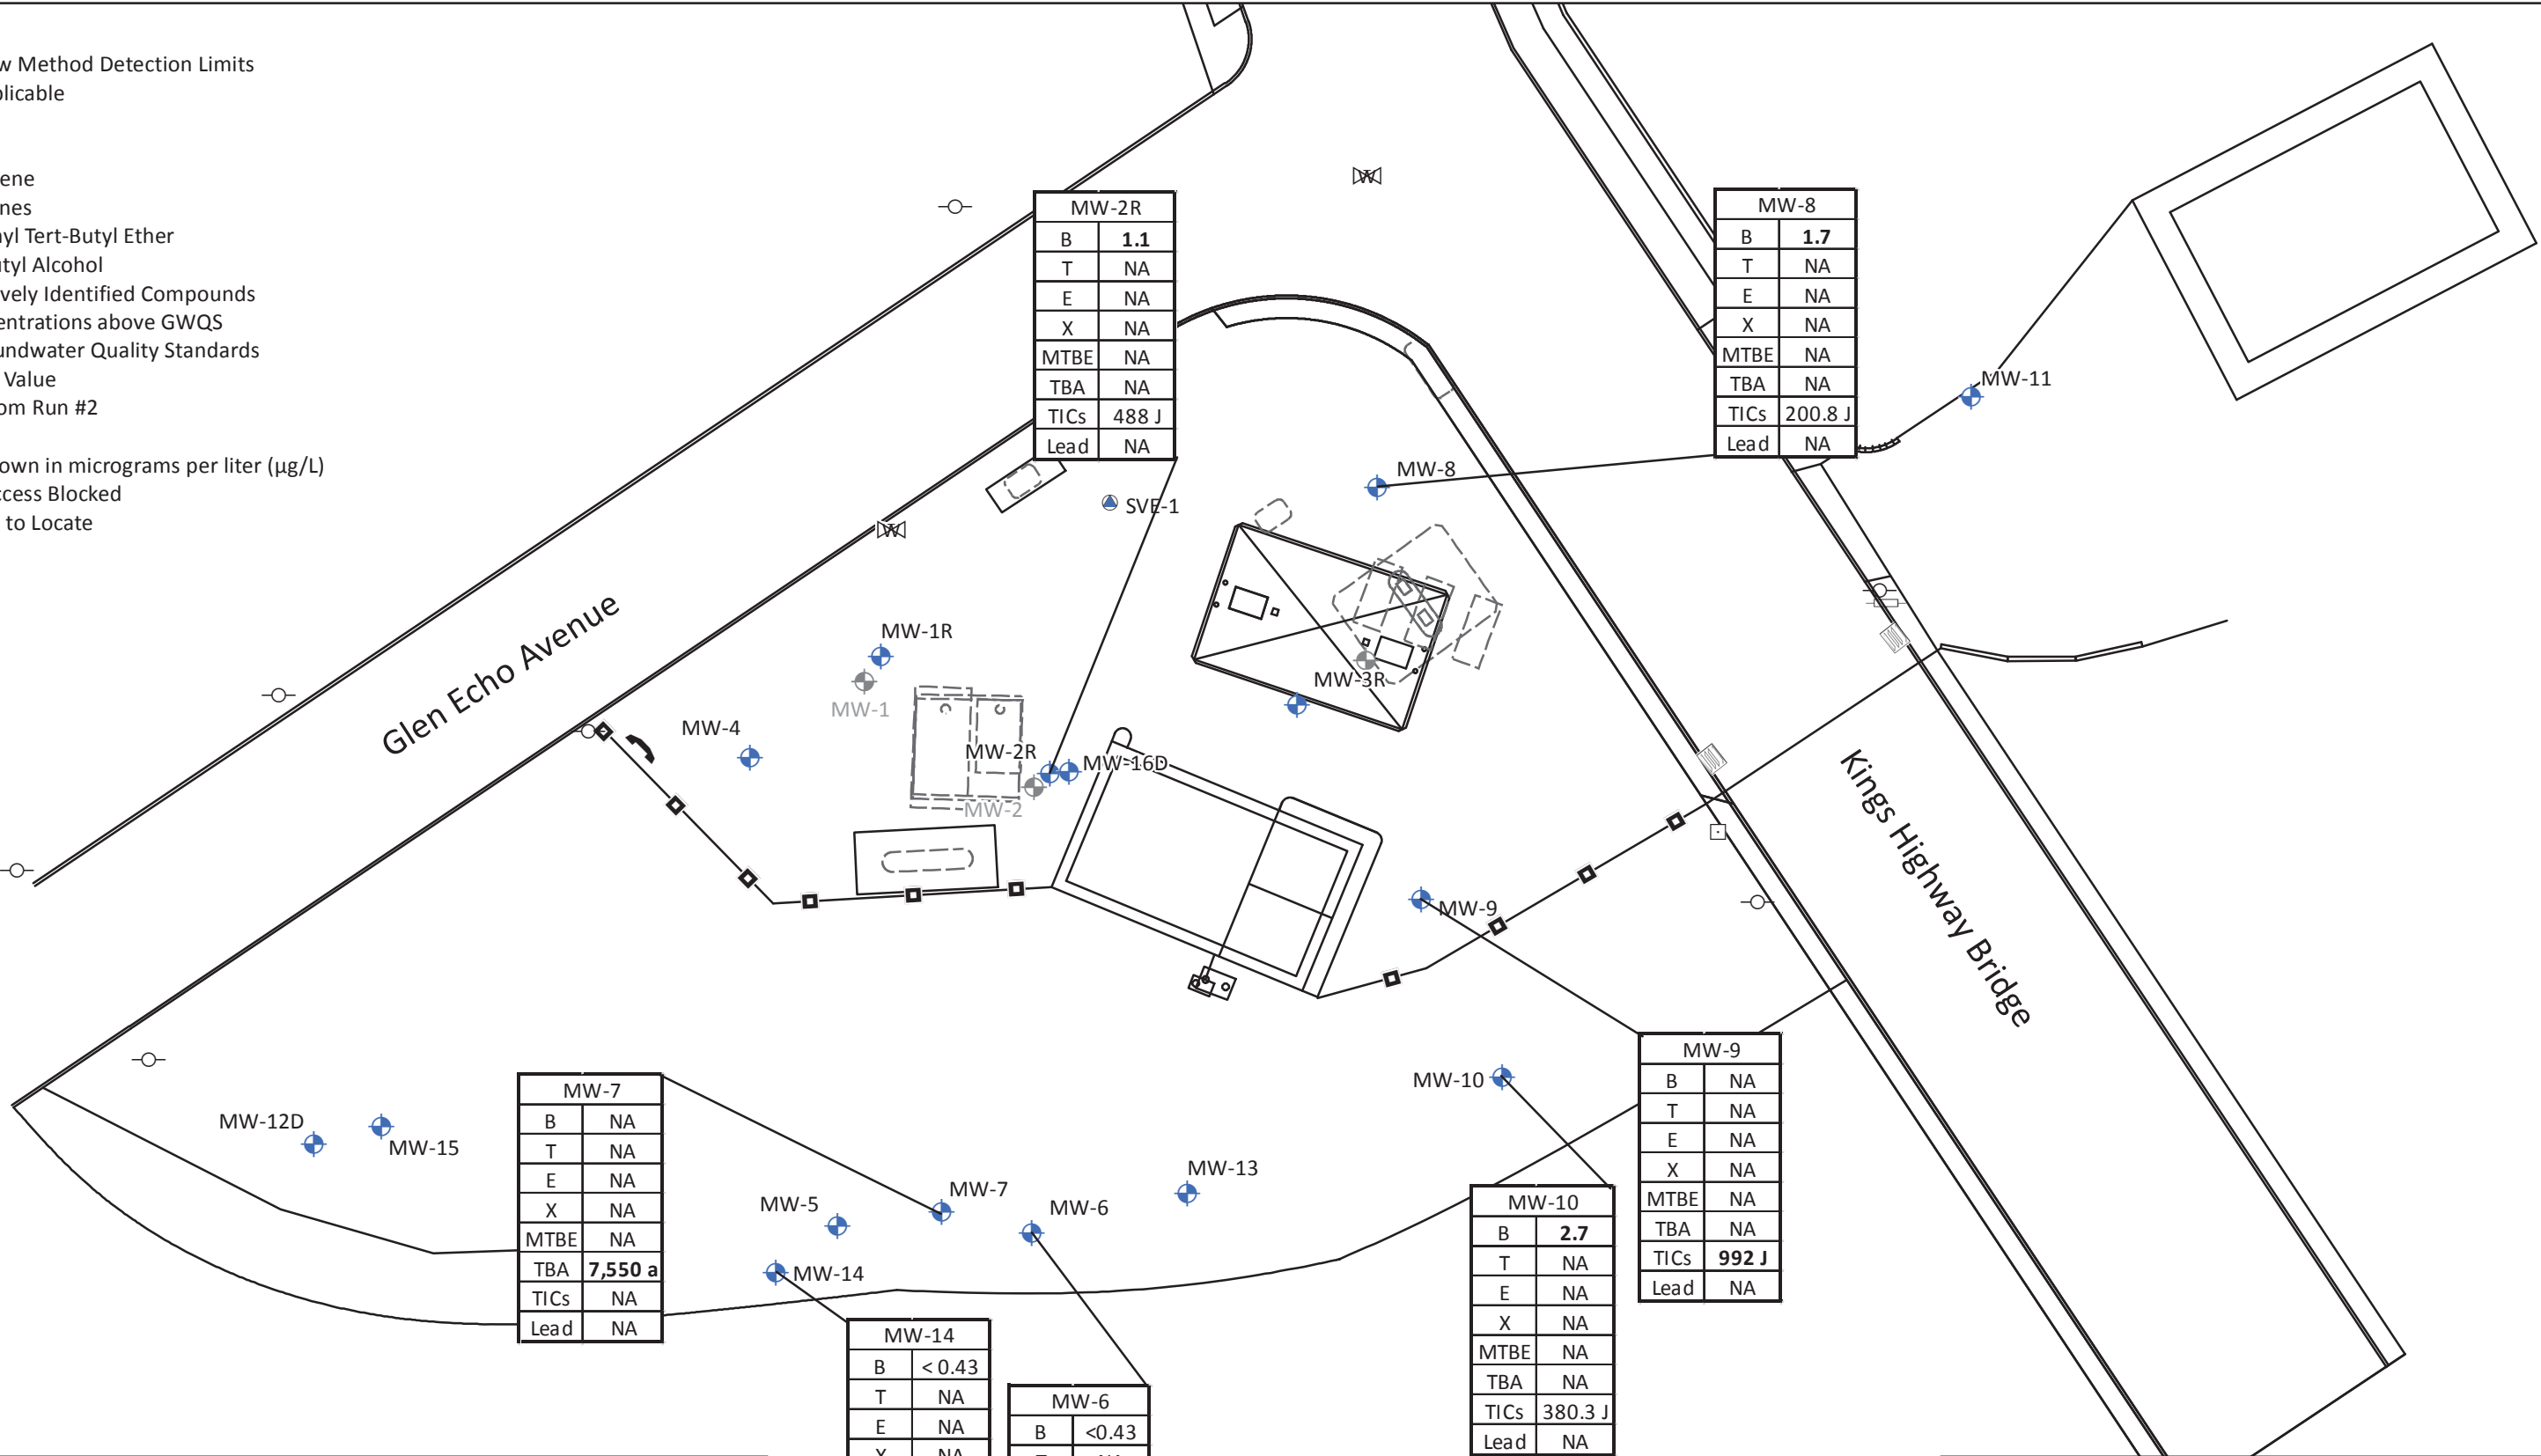 w Method Detection Limits
plicable
ene
nes
yl Tert-Butyl Ether
utyl Alcohol
vely Identified Compounds
entrations above GWQS
undwater Quality Standards
Value
om Run #2
own in micrograms per liter (µg/L)
ccess Blocked
to Locate
MW-2R
B 1.1
T NA
E NA
X NA
MTBE NA
TBA NA
TICs 488 J
Lead NA
MW-8
B 1.7
T NA
E NA
X NA
MTBE NA
TBA NA
TICs 200.8 J
Lead NA
W
MW-11
MW-8
SVE-1
W
Glen Echo Avenue
MW-1R
MW-1
MW-3R
MW-4
MW-2R
MW-16D
MW-2
Kings Highway Bridge
MW-9
MW-9
B NA
T NA
E NA
X NA
MTBE NA
TBA NA
TICs 992 J
Lead NA
MW-10
MW-12D
MW-15
MW-7
B NA
T NA
E NA
X NA
MTBE NA
TBA 7,550 a
TICs NA
Lead NA
MW-13
MW-7
MW-5
MW-6
MW-14
MW-10
B 2.7
T NA
E NA
X NA
MTBE NA
TBA NA
TICs 380.3 J
Lead NA
MW-14
B < 0.43
T NA
E NA
X NA
MW-6
B <0.43